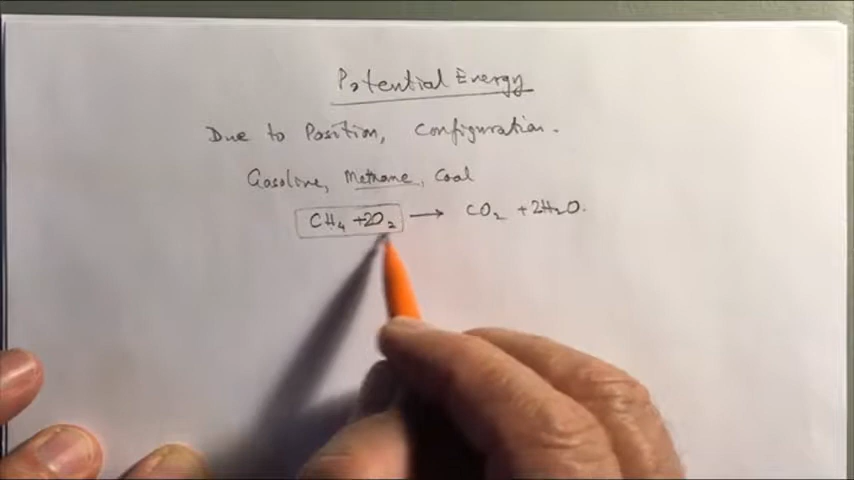 Potential Energy
Due to Position, Configuration.
Gasoline, Methane, Coal
CH₄ +2O₂ → CO₂ +2H₂O.